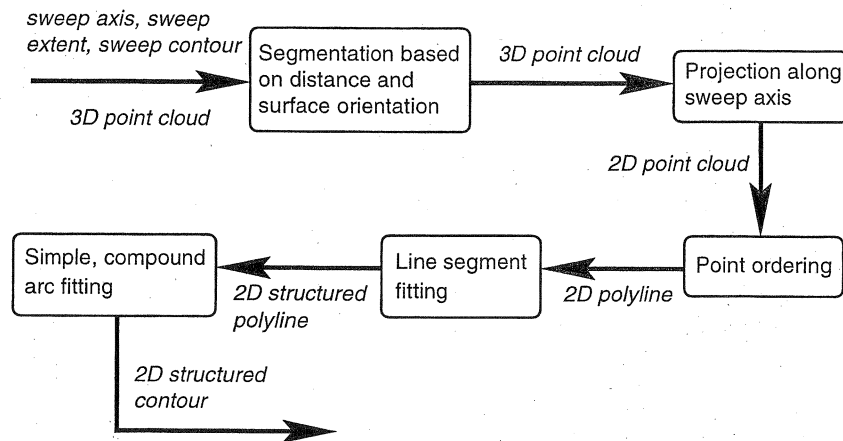 sweep axis, sweep
extent, sweep contour
3D point cloud
Segmentation based
on distance and
surface orientation
3D point cloud
Projection along
sweep axis
2D point cloud
Point ordering
2D polyline
Line segment
fitting
2D structured
polyline
Simple, compound
arc fitting
2D structured
contour